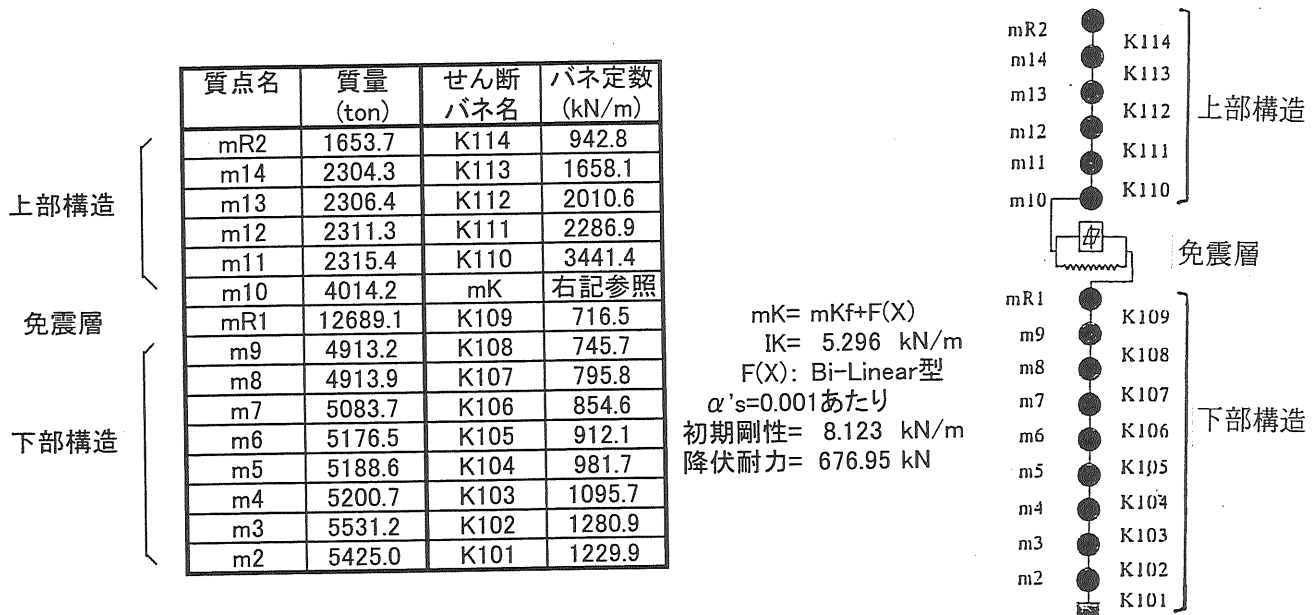 質点名 質量 (ton) せん断 バネ名 バネ定数 (kN/m)
mR2 1653.7 K114 942.8
m14 2304.3 K113 1658.1
m13 2306.4 K112 2010.6
m12 2311.3 K111 2286.9
m11 2315.4 K110 3441.4
m10 4014.2 mK 右記参照
mR1 12689.1 K109 716.5
m9 4913.2 K108 745.7
m8 4913.9 K107 795.8
m7 5083.7 K106 854.6
m6 5176.5 K105 912.1
m5 5188.6 K104 981.7
m4 5200.7 K103 1095.7
m3 5531.2 K102 1280.9
m2 5425.0 K101 1229.9
上部構造
免震層
下部構造
mK= mKf+F(X)
IK= 5.296 kN/m
F(X): Bi-Linear型
α's=0.001あたり
初期剛性= 8.123 kN/m
降伏耐力= 676.95 kN
mR2
K114
m14
K113
m13
K112
m12
K111
m11
K110
m10
上部構造
免震層
mR1
K109
m9
K108
m8
K107
m7
K106
m6
K105
m5
K104
m4
K103
m3
K102
m2
K101
下部構造